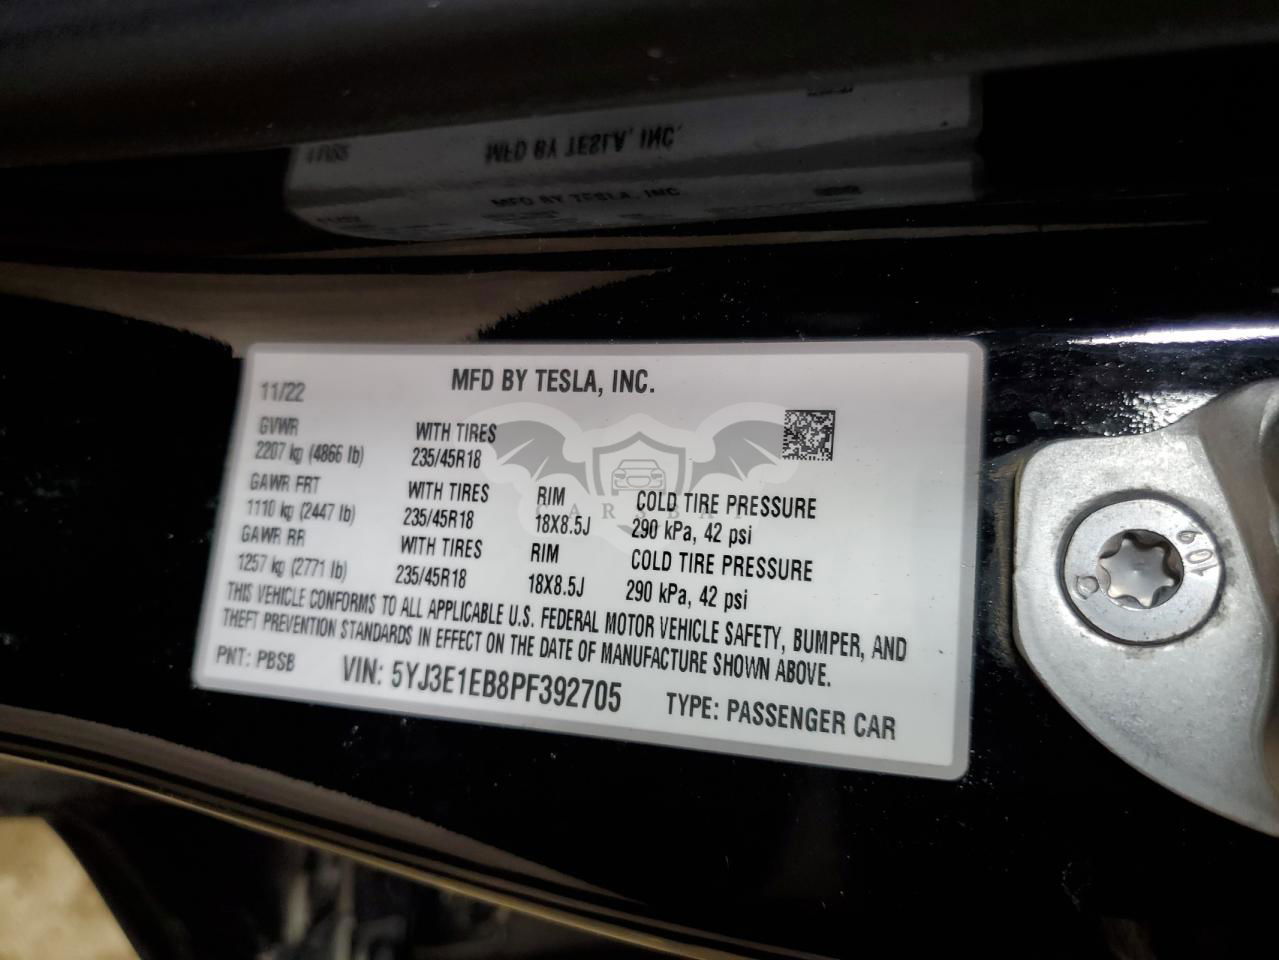 MFD BY TESLA, INC.
MFD BY TESLA, INC.
11/22
MFD BY TESLA, INC.
GVWR
2207 kg (4866 lb)
WITH TIRES
235/45R18
GAWR FRT
1110 kg (2447 lb)
WITH TIRES
235/45R18
RIM
18X8.5J
COLD TIRE PRESSURE
290 kPa, 42 psi
GAWR RR
1257 kg (2771 lb)
WITH TIRES
235/45R18
RIM
18X8.5J
COLD TIRE PRESSURE
290 kPa, 42 psi
THIS VEHICLE CONFORMS TO ALL APPLICABLE U.S. FEDERAL MOTOR VEHICLE SAFETY, BUMPER, AND
THEFT PREVENTION STANDARDS IN EFFECT ON THE DATE OF MANUFACTURE SHOWN ABOVE.
PNT: PBSB
VIN: 5YJ3E1EB8PF392705
TYPE: PASSENGER CAR
10.9